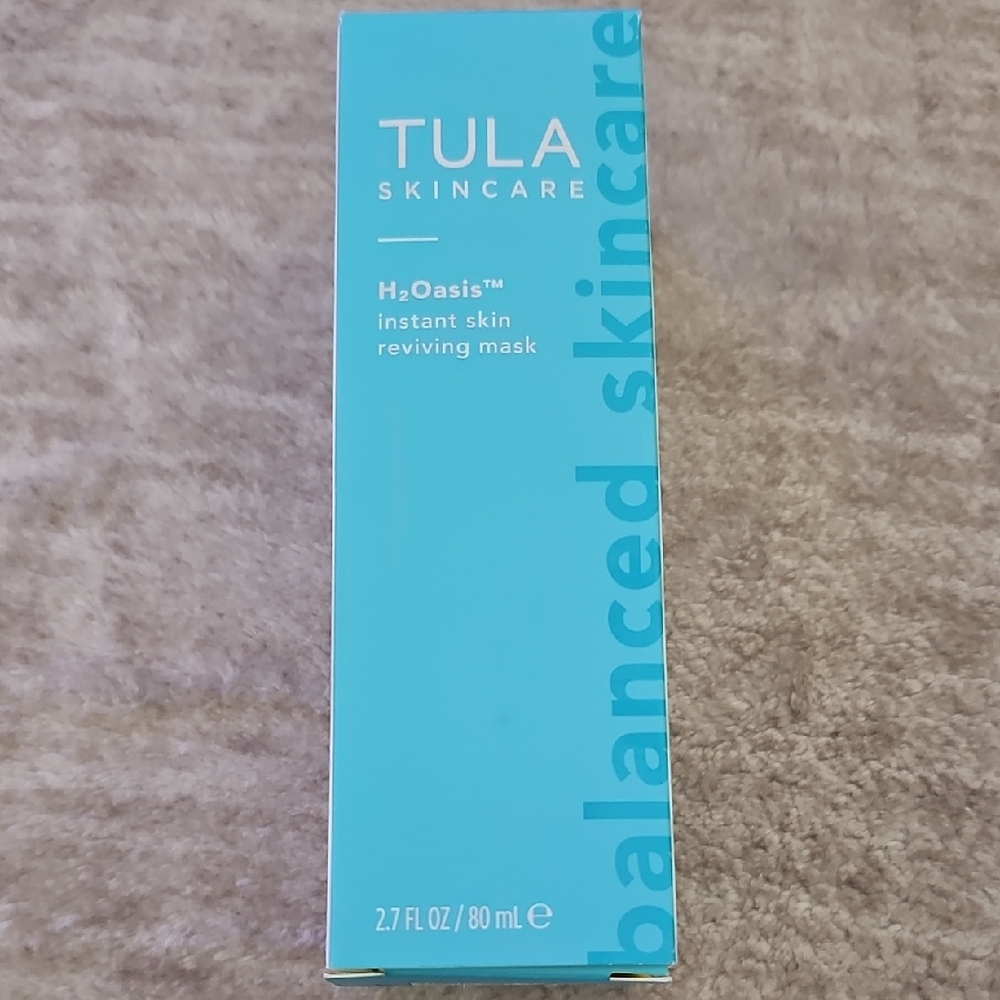 TULA
SKINCARE
H₂Oasis™
instant skin
reviving mask
2.7 FL OZ / 80 mL ℮
balanced skincare